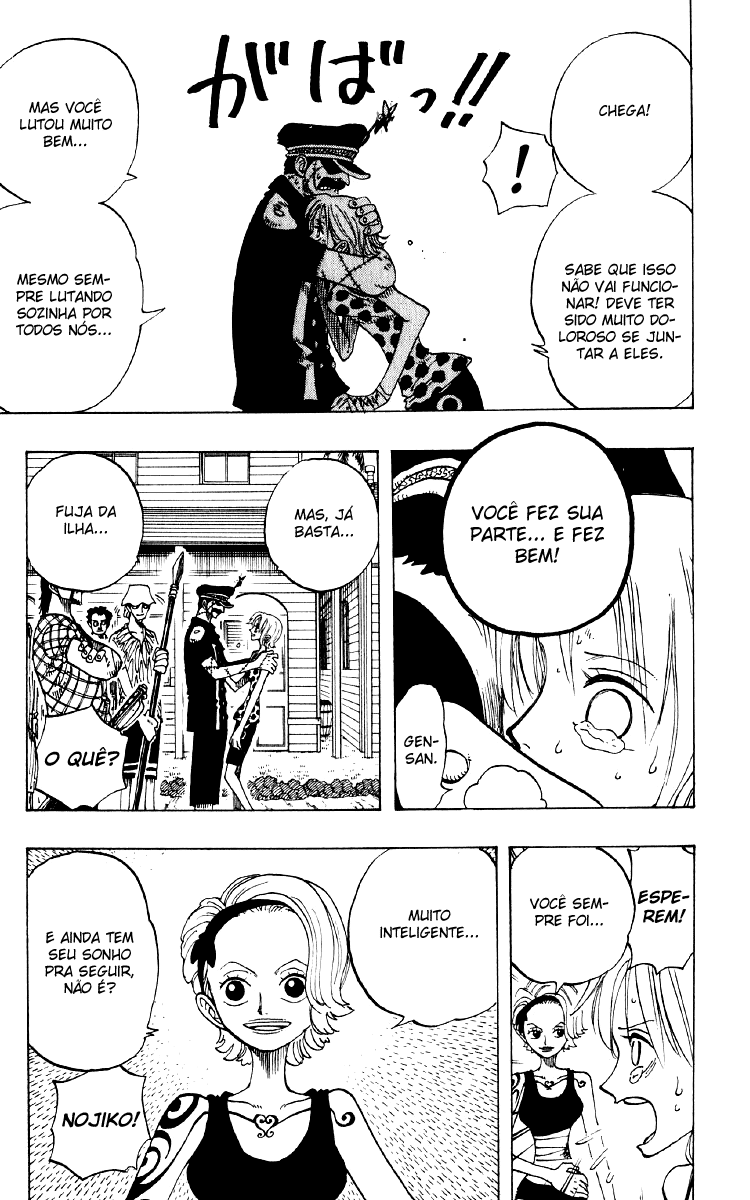 がばっ!!
CHEGA!
!
SABE QUE ISSO
NÃO VAI FUNCIO-
NAR! DEVE TER
SIDO MUITO DO-
LOROSO SE JUN-
TAR A ELES.
MAS VOCÊ
LUTOU MUITO
BEM...
MESMO SEM-
PRE LUTANDO
SOZINHA POR
TODOS NÓS...
VOCÊ FEZ SUA
PARTE... E FEZ
BEM!
GEN-
SAN.
MAS, JÁ
BASTA...
FUJA DA
ILHA...
O QUÊ?
ESPE-
REM!
VOCÊ SEM-
PRE FOI...
MUITO
INTELIGENTE...
E AINDA TEM
SEU SONHO
PRA SEGUIR,
NÃO É?
NOJIKO!